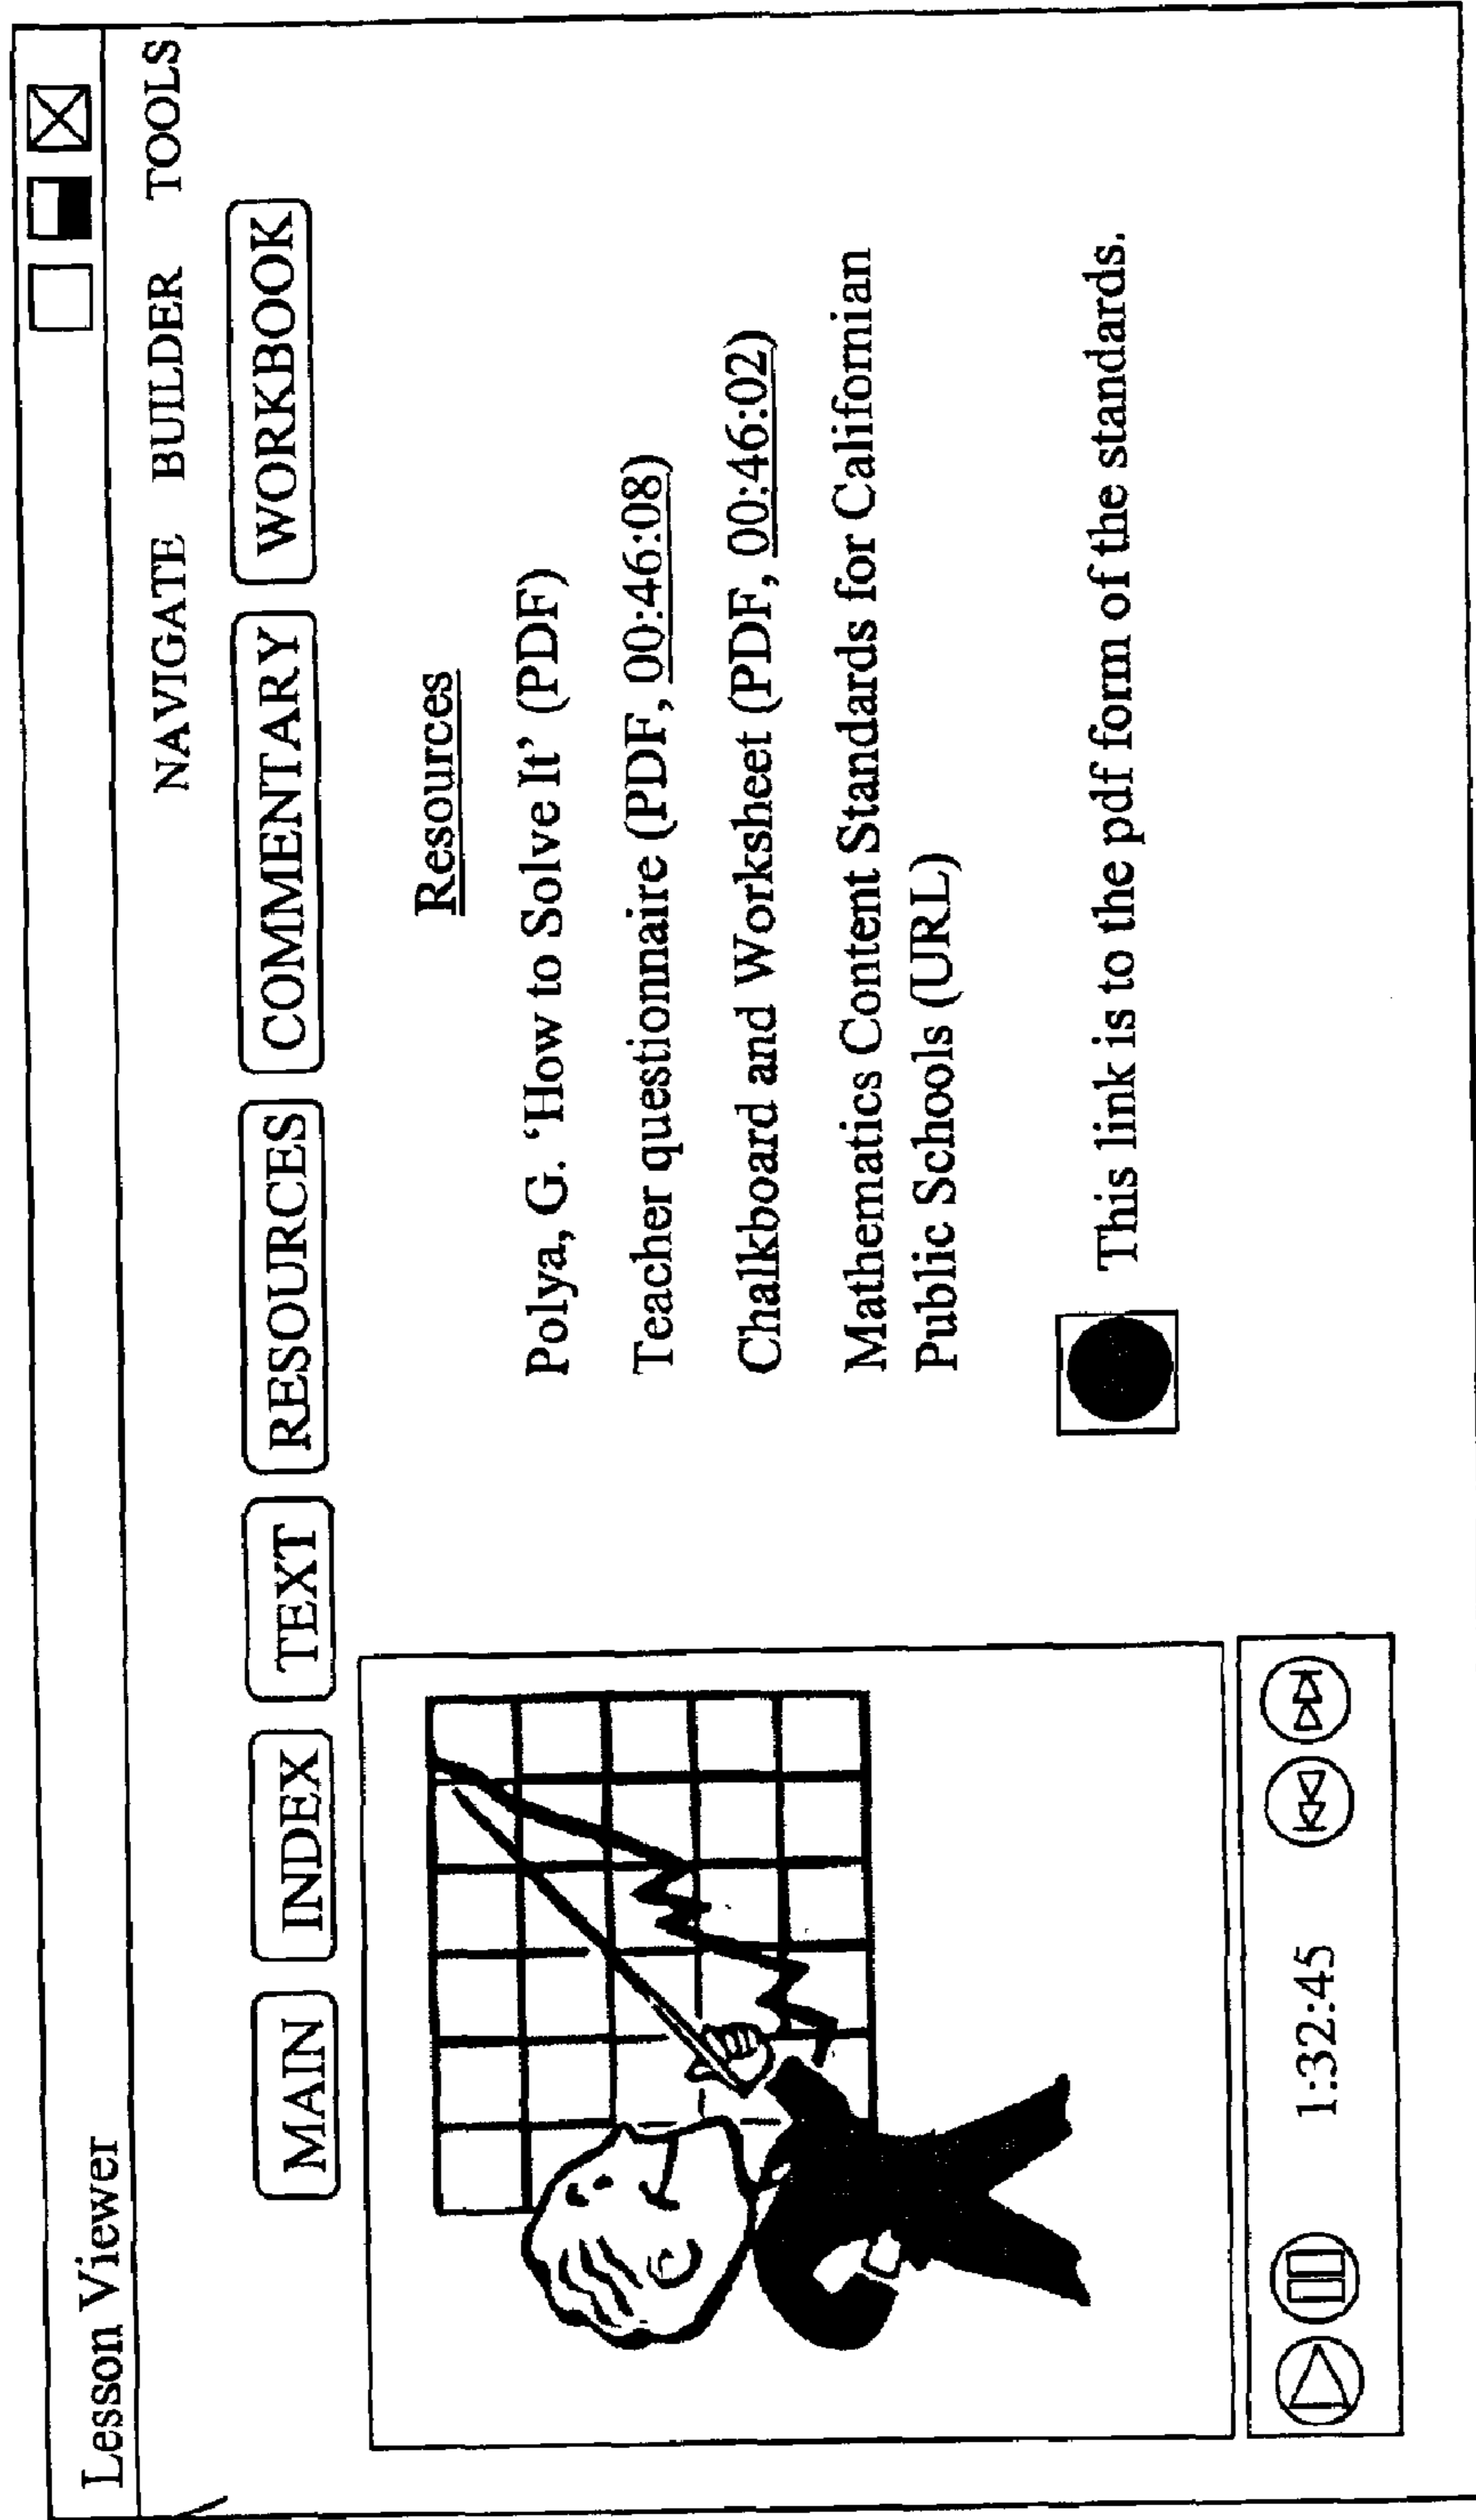 Lesson Viewer
NAVIGATE BUILDER TOOLS
MAIN INDEX TEXT RESOURCES COMMENTARY WORKBOOK
Resources
Polya, G. ‘How to Solve It’ (PDF)
Teacher questionnaire (PDF, 00:46:08)
Chalkboard and Worksheet (PDF, 00:46:02)
Mathematics Content Standards for Californian
Public Schools (URL)
This link is to the pdf form of the standards.
1:32:45